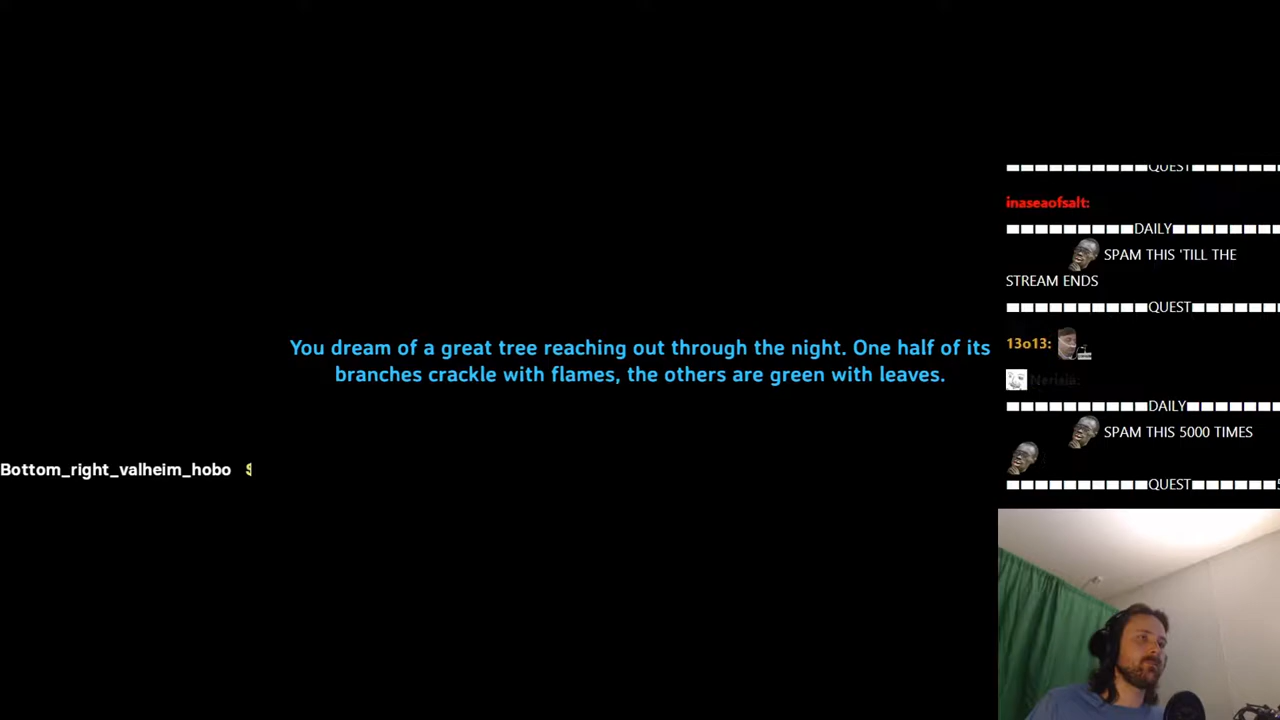 QUEST
inaseaofsalt:
DAILY
SPAM THIS 'TILL THE
STREAM ENDS
QUEST
You dream of a great tree reaching out through the night. One half of its
branches crackle with flames, the others are green with leaves.
13o13:
DAILY
SPAM THIS 5000 TIMES
Bottom_right_valheim_hobo
QUEST